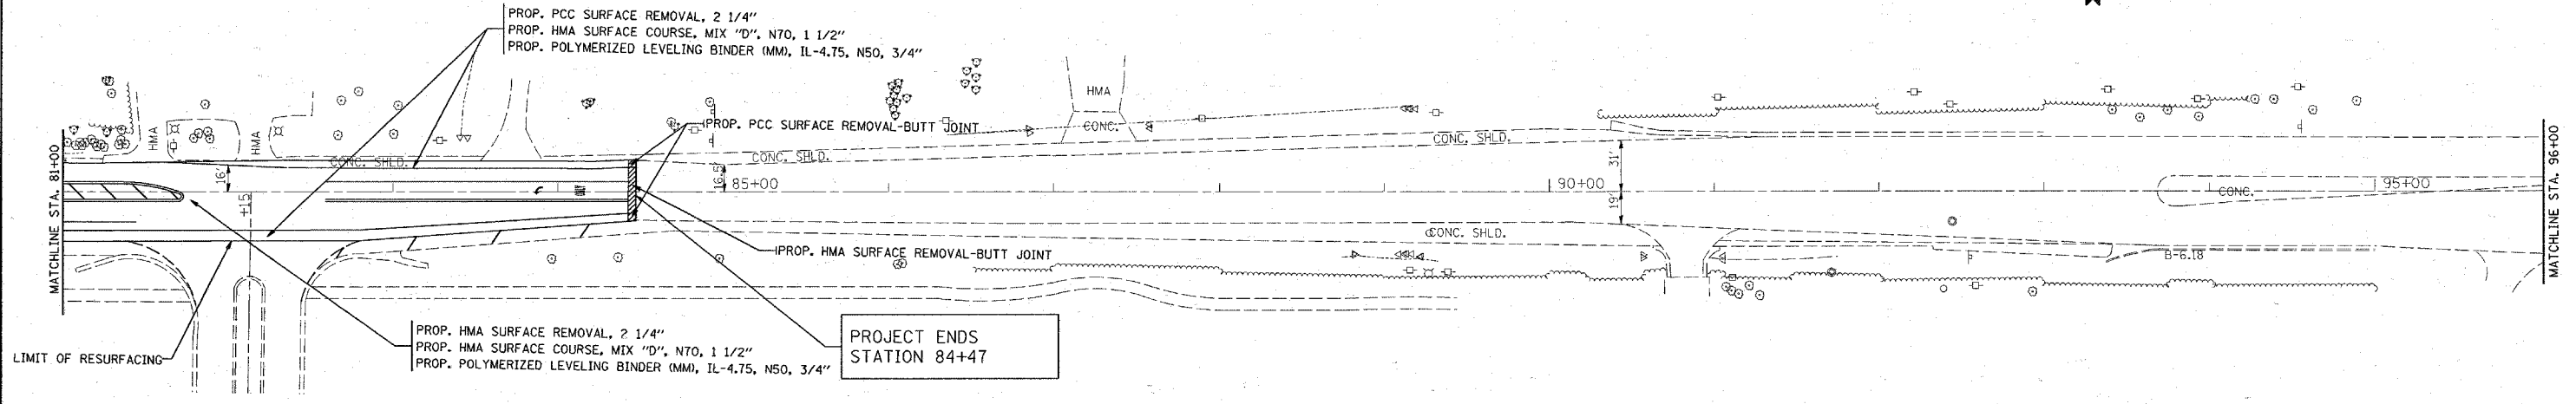 PROP. PCC SURFACE REMOVAL, 2 1/4"
PROP. HMA SURFACE COURSE, MIX "D", N70, 1 1/2"
PROP. POLYMERIZED LEVELING BINDER (MM), IL-4.75, N50, 3/4"
HMA
HMA
HMA
CONC.
PROP. PCC SURFACE REMOVAL-BUTT JOINT
CONC. SHLD.
CONC. SHLD.
CONC. SHLD.
MATCHLINE STA. 81+00
16'
+15
16.5'
85+00
90+00
31'
19'
95+00
CONC.
MATCHLINE STA. 96+00
CONC. SHLD.
PROP. HMA SURFACE REMOVAL-BUTT JOINT
B-6.18
LIMIT OF RESURFACING
PROP. HMA SURFACE REMOVAL, 2 1/4"
PROP. HMA SURFACE COURSE, MIX "D", N70, 1 1/2"
PROP. POLYMERIZED LEVELING BINDER (MM), IL-4.75, N50, 3/4"
PROJECT ENDS
STATION 84+47